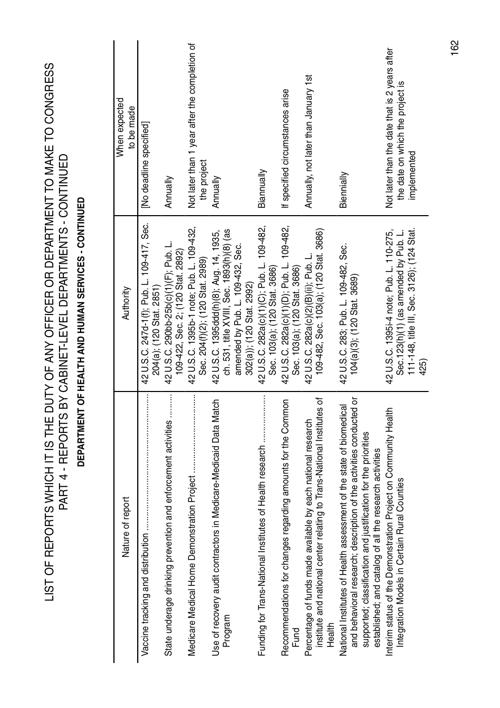 LIST OF REPORTS WHICH IT IS THE DUTY OF ANY OFFICER OR DEPARTMENT TO MAKE TO CONGRESS
PART 4 - REPORTS BY CABINET-LEVEL DEPARTMENTS - CONTINUED
DEPARTMENT OF HEALTH AND HUMAN SERVICES - CONTINUED
Nature of report
Authority
When expected
to be made
Vaccine tracking and distribution
42 U.S.C. 247d-1(f); Pub. L. 109-417, Sec.
204(a); (120 Stat. 2851)
[No deadline specified]
State underage drinking prevention and enforcement activities
42 U.S.C. 290bb-25b(c)(1)(F); Pub. L.
109-422, Sec. 2; (120 Stat. 2892)
Annually
Medicare Medical Home Demonstration Project
42 U.S.C. 1395b-1 note; Pub. L. 109-432,
Sec. 204(f)(2); (120 Stat. 2989)
Not later than 1 year after the completion of
the project
Use of recovery audit contractors in Medicare-Medicaid Data Match
Program
42 U.S.C. 1395ddd(h)(8); Aug. 14, 1935,
ch. 531, title XVIII, Sec. 1893(h)(8) (as
amended by Pub. L. 109-432, Sec.
302(a)); (120 Stat. 2992)
Annually
Funding for Trans-National Institutes of Health research
42 U.S.C. 282a(c)(1)(C); Pub. L. 109-482,
Sec. 103(a); (120 Stat. 3686)
Biannually
Recommendations for changes regarding amounts for the Common
Fund
42 U.S.C. 282a(c)(1)(D); Pub. L. 109-482,
Sec. 103(a); (120 Stat. 3686)
If specified circumstances arise
Percentage of funds made available by each national research
institute and national center relating to Trans-National Institutes of
Health
42 U.S.C. 282a(c)(2)(B)(ii); Pub. L.
109-482, Sec. 103(a); (120 Stat. 3686)
Annually, not later than January 1st
National Institutes of Health assessment of the state of biomedical
and behavioral research; description of the activities conducted or
supported; classification and justification for the priorities
established; and catalog of all the research activities
42 U.S.C. 283; Pub. L. 109-482, Sec.
104(a)(3); (120 Stat. 3689)
Biennially
Interim status of the Demonstration Project on Community Health
Integration Models in Certain Rural Counties
42 U.S.C. 1395i-4 note; Pub. L. 110-275,
Sec.123(h)(1) (as amended by Pub. L.
111-148, title III, Sec. 3126); (124 Stat.
425)
Not later than the date that is 2 years after
the date on which the project is
implemented
162